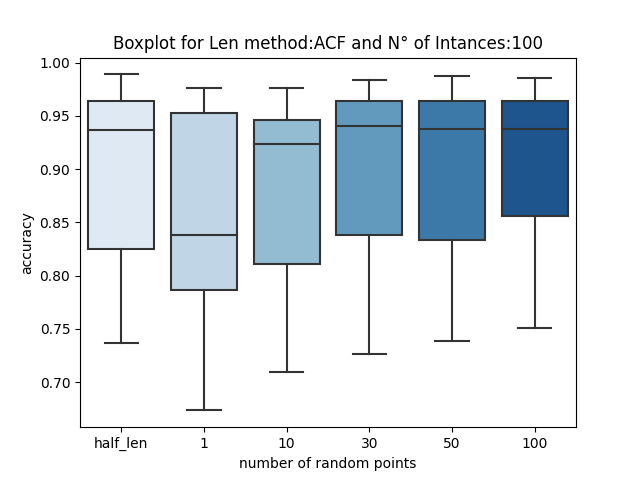 Boxplot for Len method:ACF and N° of Intances:100
1.00
0.95
0.90
0.85
0.80
0.75
0.70
accuracy
half_len 1 10 30 50 100
number of random points